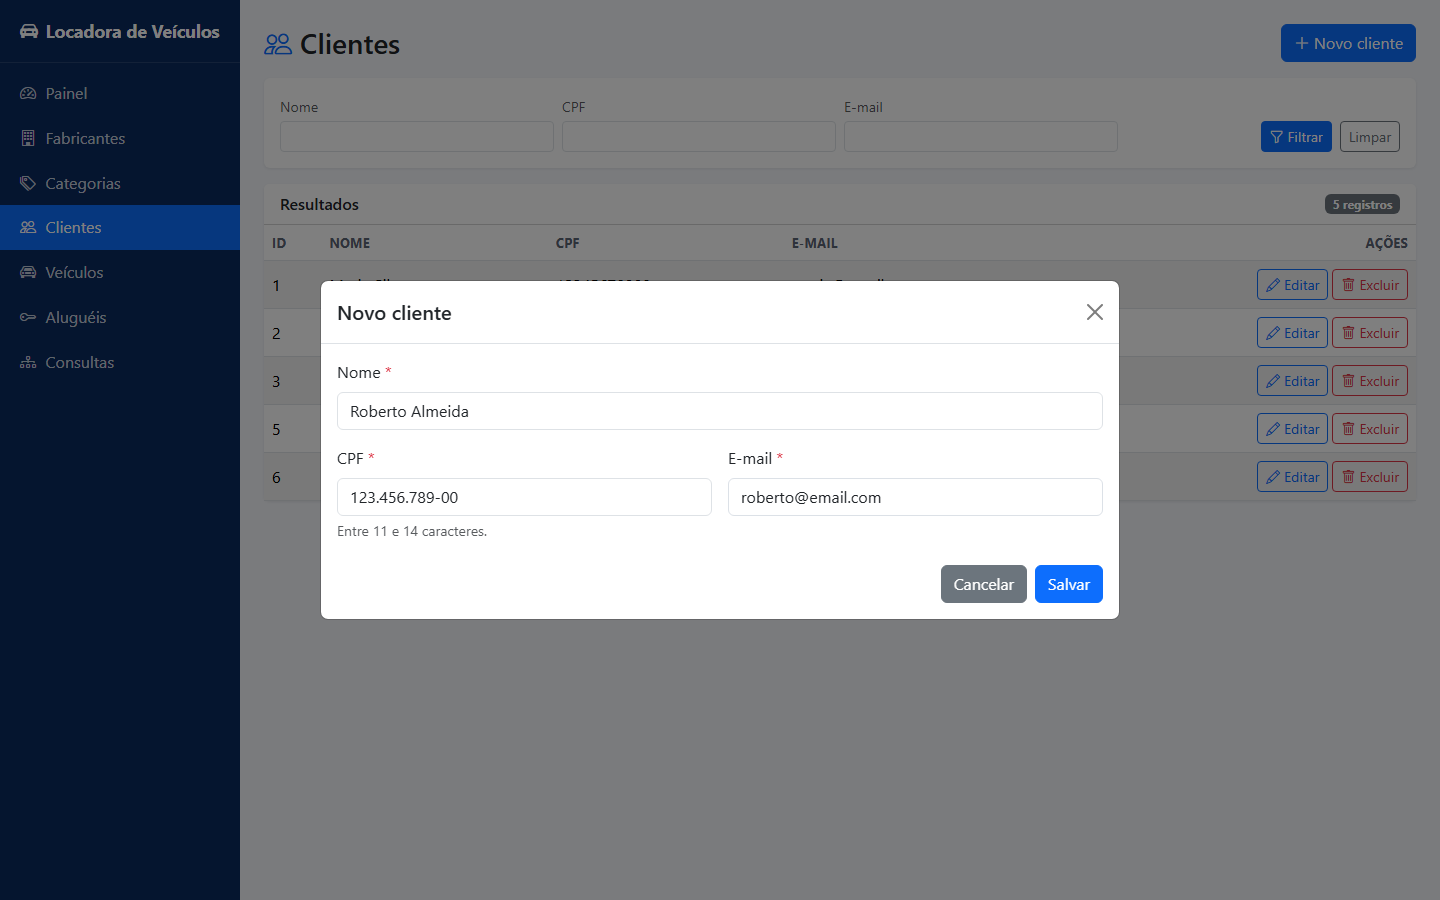 Locadora de Veículos
Painel
Fabricantes
Categorias
Clientes
Veículos
Aluguéis
Consultas
Clientes
+ Novo cliente
Nome CPF E-mail
Filtrar Limpar
Resultados 5 registros
ID NOME CPF E-MAIL AÇÕES
1 Editar Excluir
2 Editar Excluir
3 Editar Excluir
5 Editar Excluir
6 Editar Excluir
Novo cliente
Nome *
Roberto Almeida
CPF * E-mail *
123.456.789-00 roberto@email.com
Entre 11 e 14 caracteres.
Cancelar Salvar